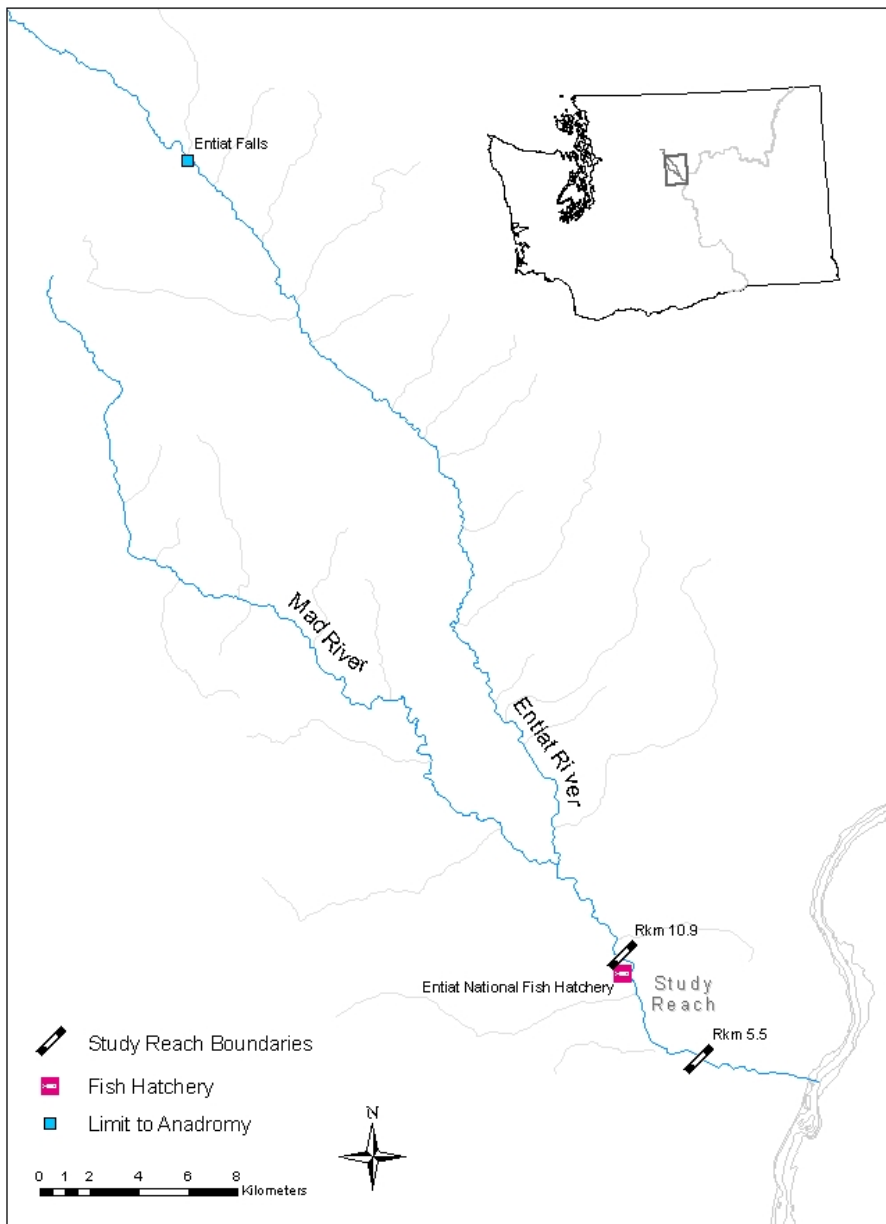 Entiat Falls
Mad River
Entiat River
Rkm 10.9
Entiat National Fish Hatchery
Study
Reach
Rkm 5.5
Study Reach Boundaries
Fish Hatchery
Limit to Anadromy
N
0 1 2 4 6 8
Kilometers